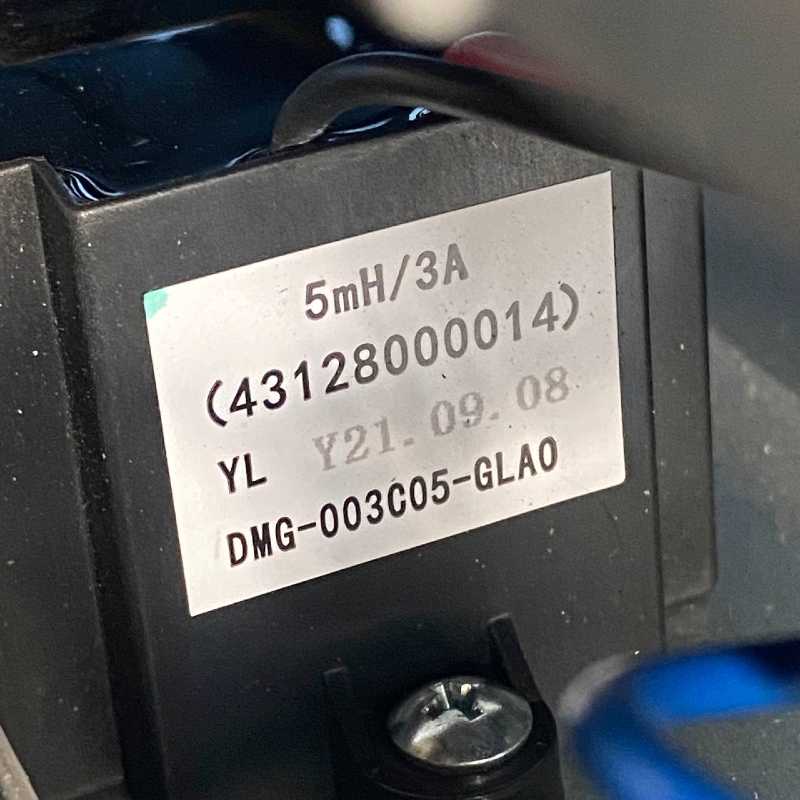 5mH/3A
(43128000014)
YL Y21.09.08
DMG-003C05-GLA0